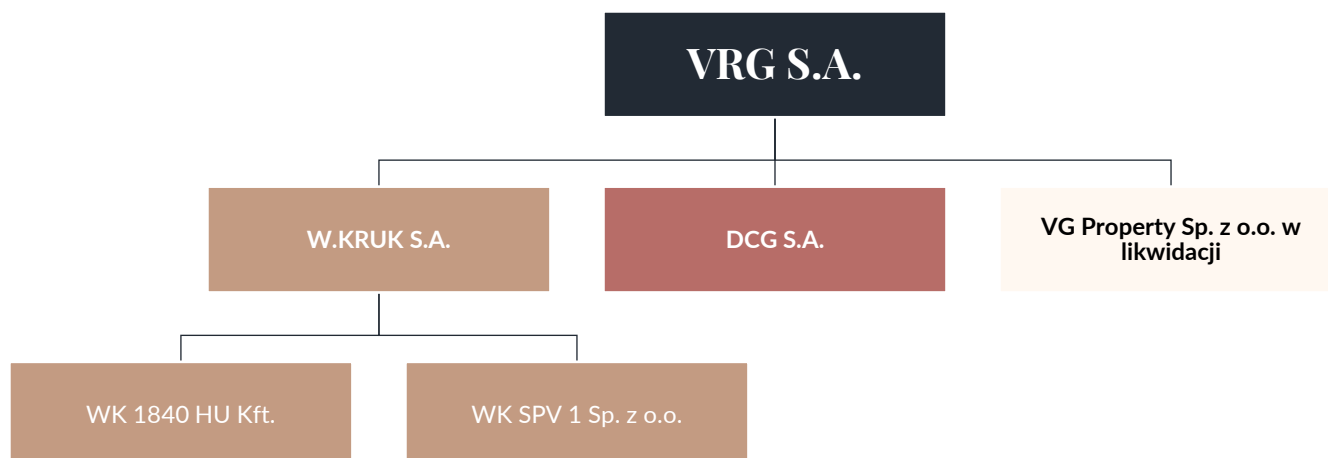 VRG S.A.
W.KRUK S.A.
DCG S.A.
VG Property Sp. z o.o. w
likwidacji
WK 1840 HU Kft.
WK SPV 1 Sp. z o.o.